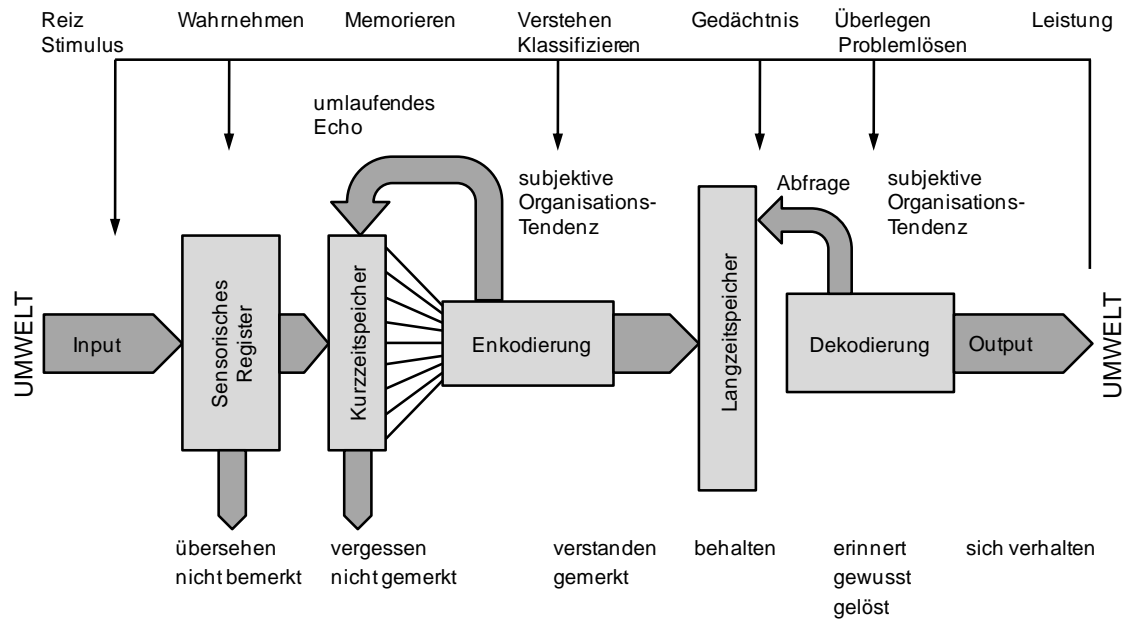 Reiz
Stimulus
Wahrnehmen
Memorieren
Verstehen
Klassifizieren
Gedächtnis
Überlegen
Problemlösen
Leistung
umlaufendes
Echo
subjektive
Organisations-
Tendenz
Abfrage
subjektive
Organisations-
Tendenz
UMWELT
Input
Sensorisches
Register
Kurzzeitspeicher
Enkodierung
Langzeitspeicher
Dekodierung
Output
UMWELT
übersehen
nicht bemerkt
vergessen
nicht gemerkt
verstanden
gemerkt
behalten
erinnert
gewusst
gelöst
sich verhalten